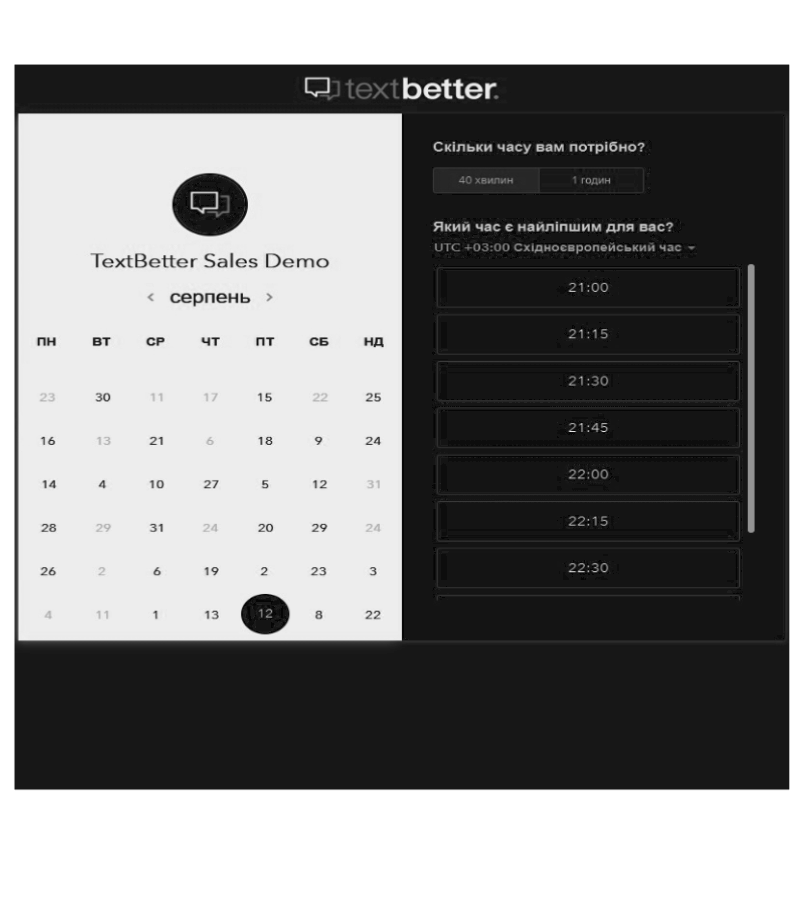 textbetter.
TextBetter Sales Demo
< серпень >
ПН ВТ СР ЧТ ПТ СБ НД
23 30 11 17 15 22 25
16 13 21 6 18 9 24
14 4 10 27 5 12 31
28 29 31 24 20 29 24
26 2 6 19 2 23 3
4 11 1 13 12 8 22
Скільки часу вам потрібно?
40 хвилин 1 годин
Який час є найліпшим для вас?
UTC +03:00 Східноєвропейський час
21:00
21:15
21:30
21:45
22:00
22:15
22:30